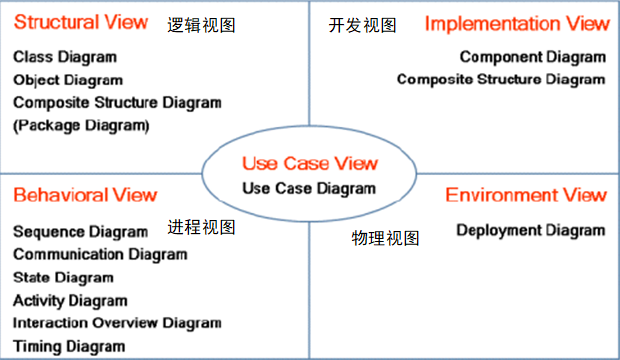 Structural View 逻辑视图
Class Diagram
Object Diagram
Composite Structure Diagram
(Package Diagram)
开发视图 Implementation View
Component Diagram
Composite Structure Diagram
Use Case View
Use Case Diagram
Behavioral View
进程视图
Sequence Diagram
Communication Diagram
State Diagram
Activity Diagram
Interaction Overview Diagram
Timing Diagram
Environment View
物理视图
Deployment Diagram